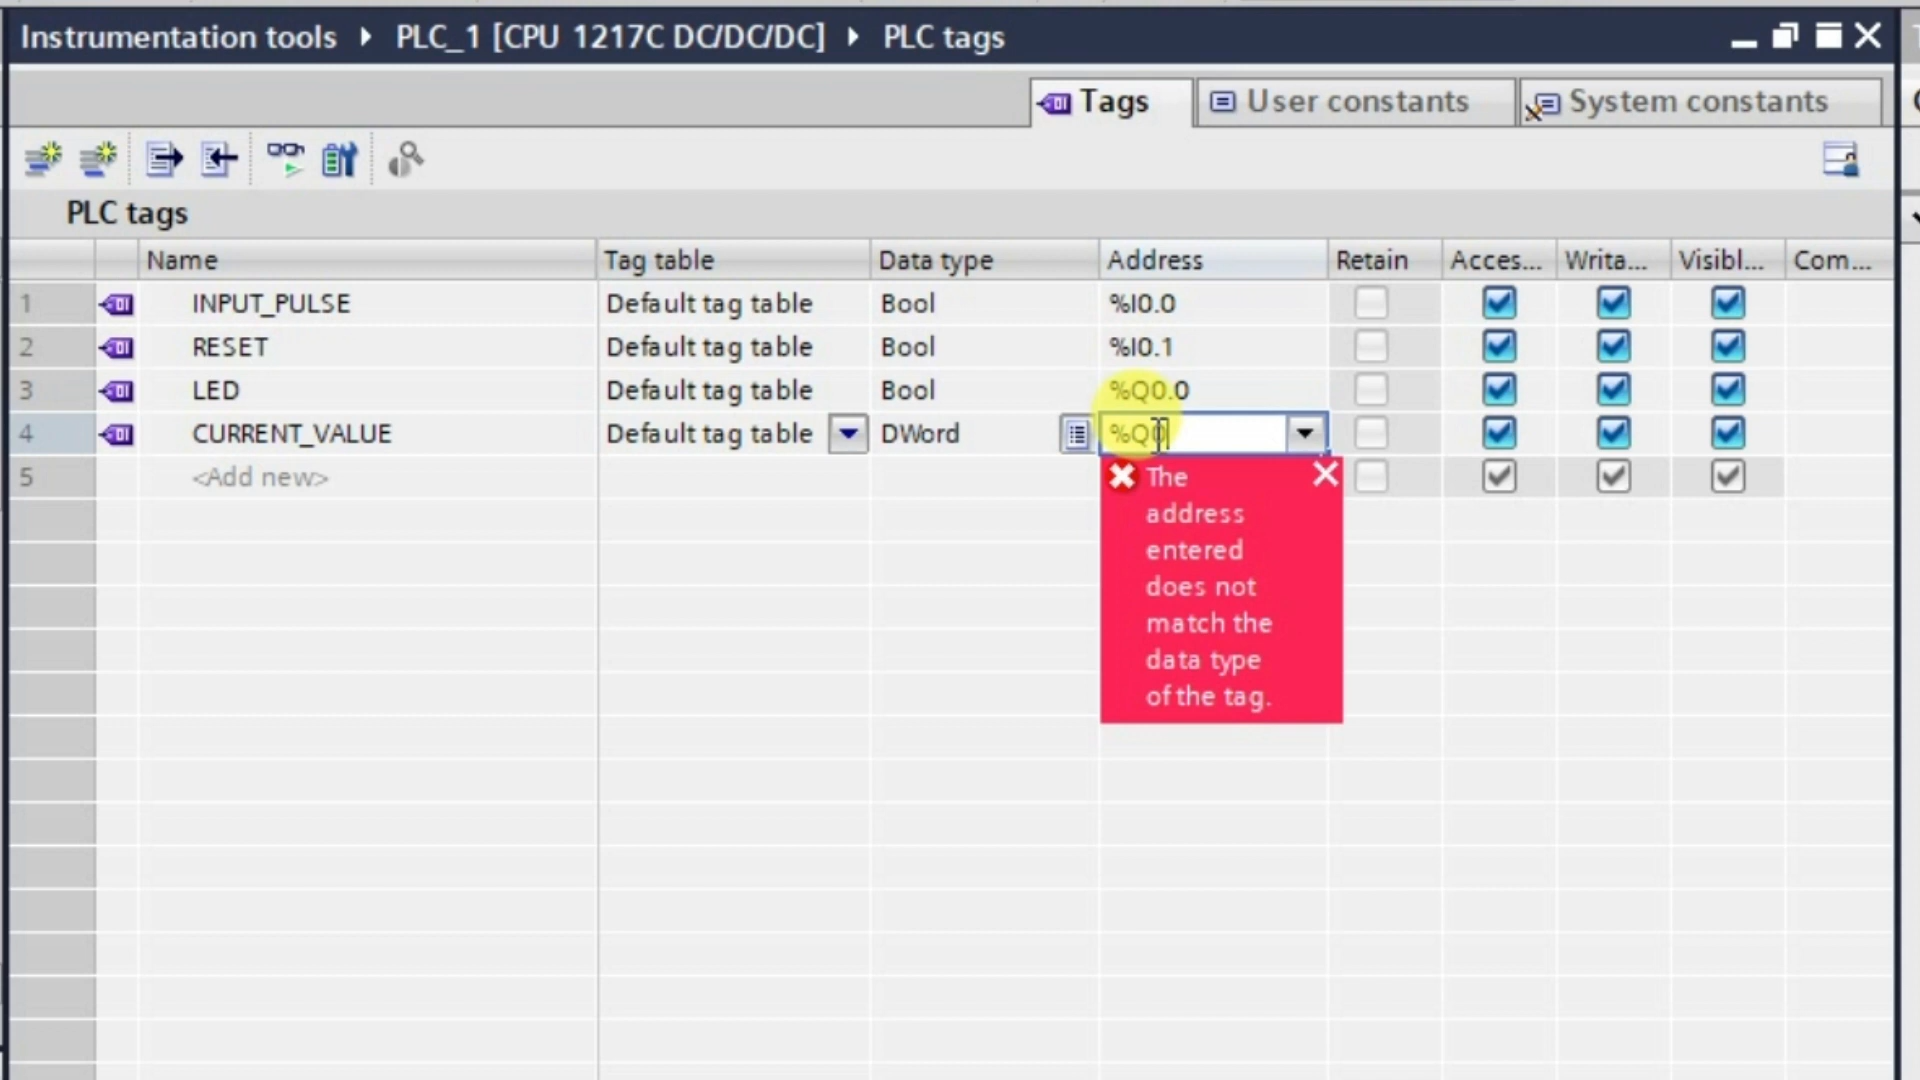 Instrumentation tools ▸ PLC_1 [CPU 1217C DC/DC/DC] ▸ PLC tags
Tags User constants System constants
PLC tags
Name Tag table Data type Address Retain Acces... Writa... Visibl... Com...
1 INPUT_PULSE Default tag table Bool %I0.0
2 RESET Default tag table Bool %I0.1
3 LED Default tag table Bool %Q0.0
4 CURRENT_VALUE Default tag table DWord %Q0
5 <Add new>
The
address
entered
does not
match the
data type
of the tag.